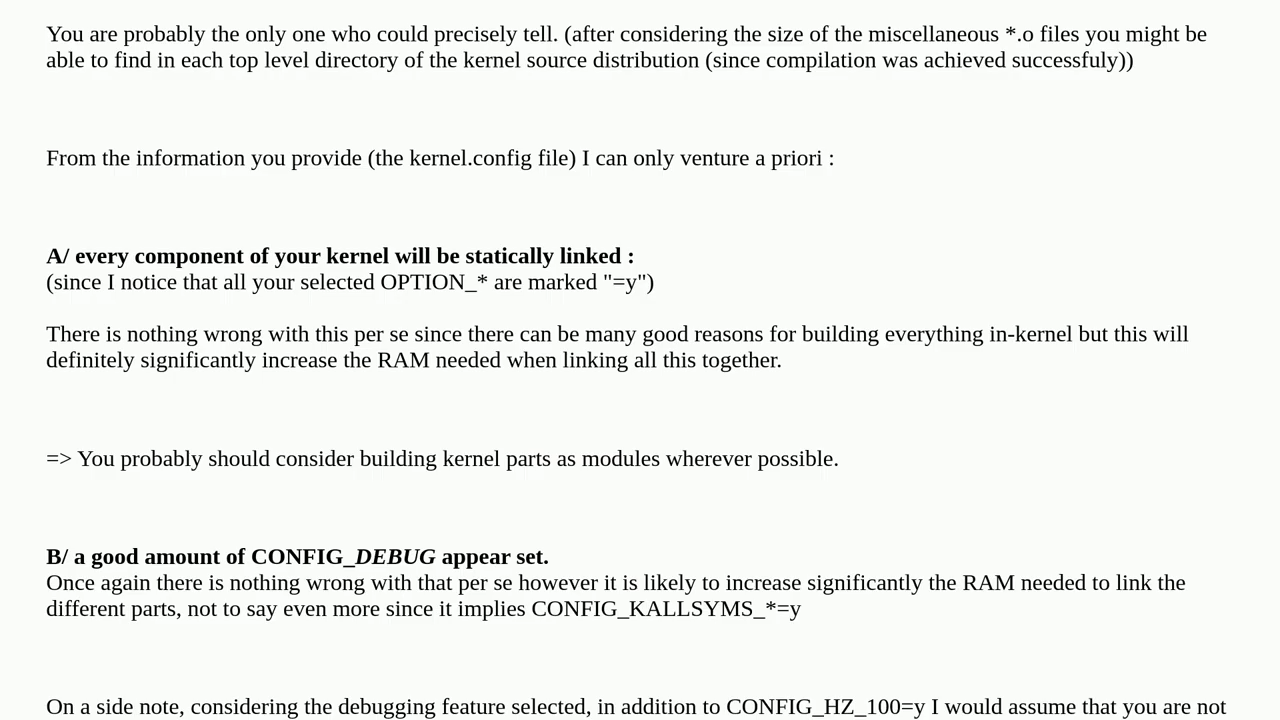 You are probably the only one who could precisely tell. (after considering the size of the miscellaneous *.o files you might be
able to find in each top level directory of the kernel source distribution (since compilation was achieved successfuly))
From the information you provide (the kernel.config file) I can only venture a priori :
A/ every component of your kernel will be statically linked :
(since I notice that all your selected OPTION_* are marked "=y")
There is nothing wrong with this per se since there can be many good reasons for building everything in-kernel but this will
definitely significantly increase the RAM needed when linking all this together.
=> You probably should consider building kernel parts as modules wherever possible.
B/ a good amount of CONFIG_DEBUG appear set.
Once again there is nothing wrong with that per se however it is likely to increase significantly the RAM needed to link the
different parts, not to say even more since it implies CONFIG_KALLSYMS_*=y
On a side note, considering the debugging feature selected, in addition to CONFIG_HZ_100=y I would assume that you are not